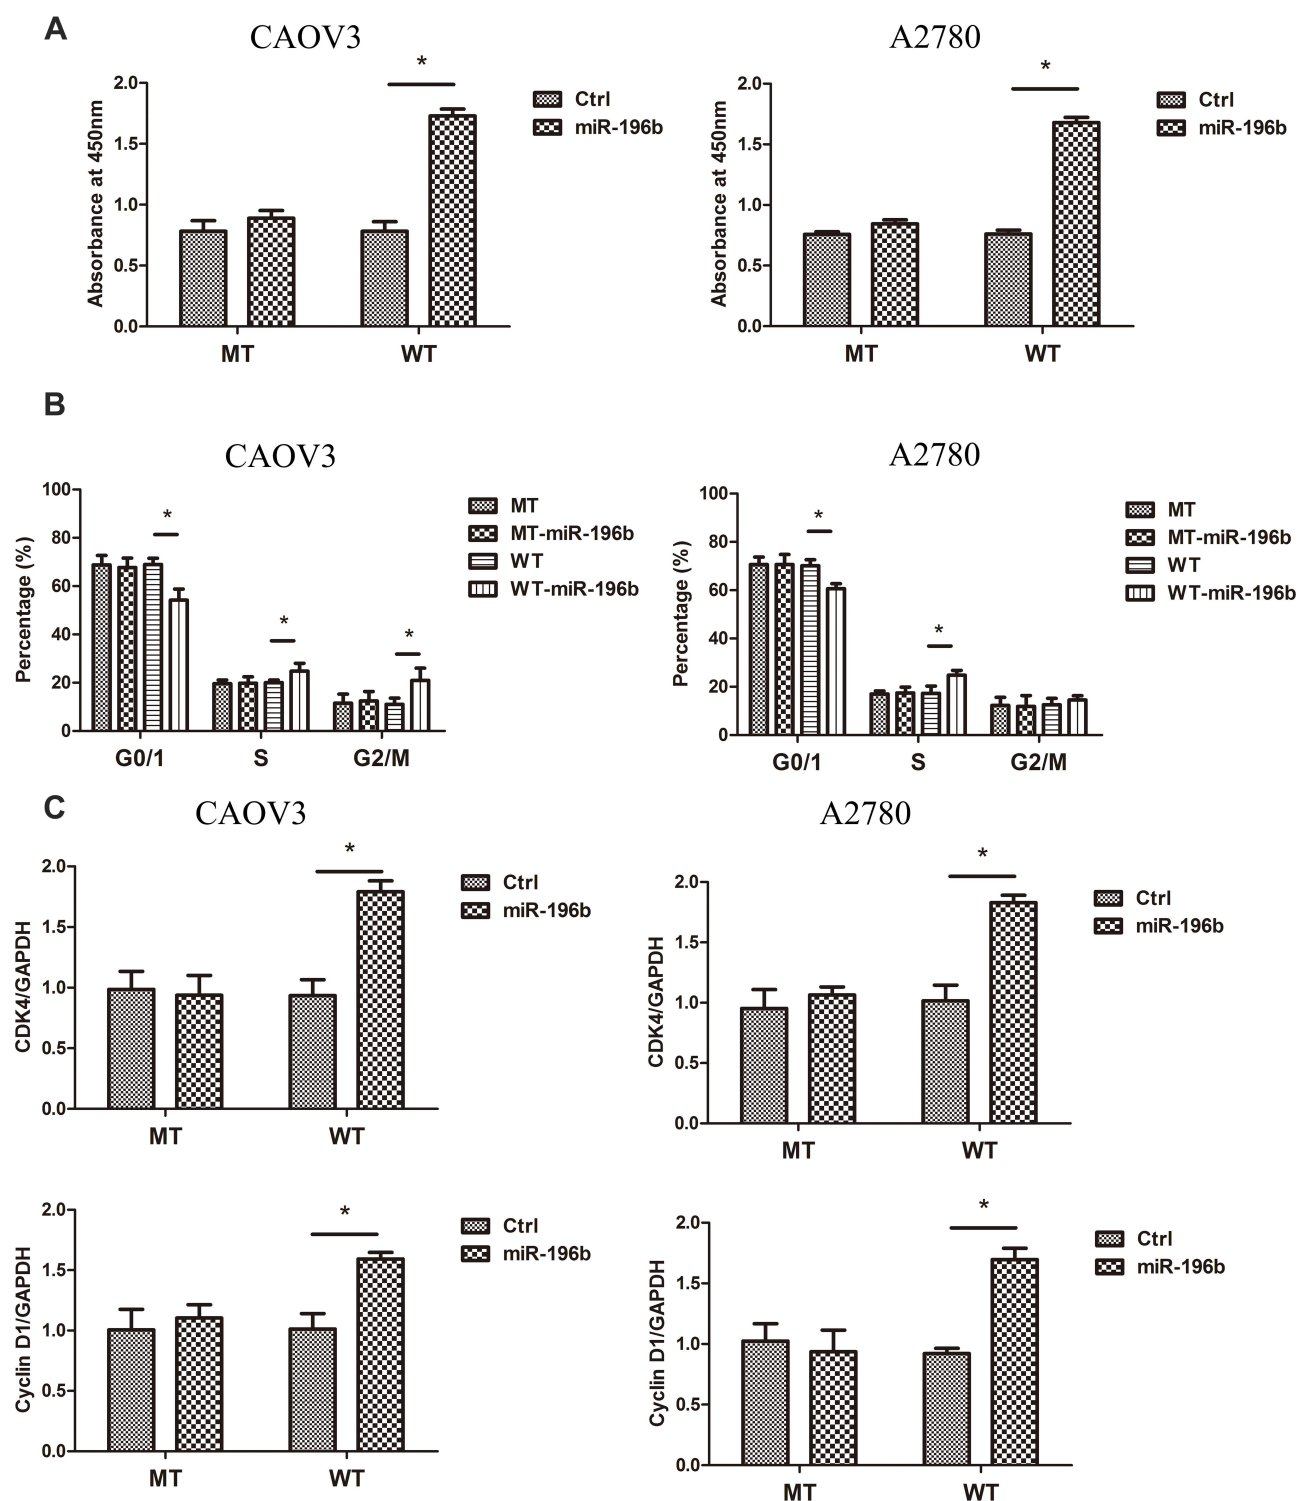 A
CAOV3
A2780
*
*
2.0
1.5
1.0
0.5
0.0
Absorbance at 450nm
MT
WT
Ctrl
miR-196b
2.0
1.5
1.0
0.5
0.0
Absorbance at 450nm
MT
WT
Ctrl
miR-196b
B
CAOV3
A2780
100
80
60
40
20
0
Percentage (%)
*
*
*
G0/1
S
G2/M
MT
MT-miR-196b
WT
WT-miR-196b
100
80
60
40
20
0
Percentage (%)
*
*
G0/1
S
G2/M
MT
MT-miR-196b
WT
WT-miR-196b
C
CAOV3
A2780
*
2.0
1.5
1.0
0.5
0.0
CDK4/GAPDH
MT
WT
Ctrl
miR-196b
*
2.0
1.5
1.0
0.5
0.0
CDK4/GAPDH
MT
WT
Ctrl
miR-196b
*
2.0
1.5
1.0
0.5
0.0
Cyclin D1/GAPDH
MT
WT
Ctrl
miR-196b
*
2.0
1.5
1.0
0.5
0.0
Cyclin D1/GAPDH
MT
WT
Ctrl
miR-196b